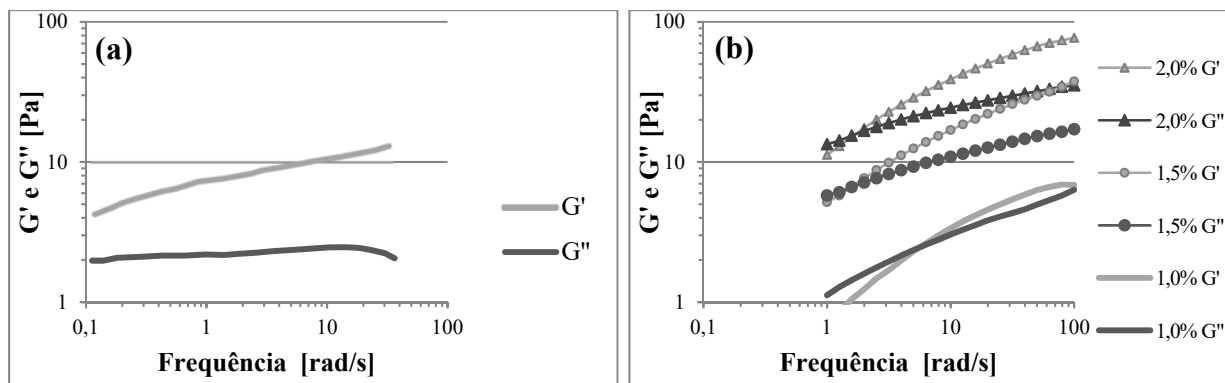 (a)
G' e G" [Pa]
100
10
1
0,1 1 10 100
Frequência [rad/s]
G'
G"
(b)
G' e G" [Pa]
100
10
1
0,1 1 10 100
Frequência [rad/s]
2,0% G'
2,0% G"
1,5% G'
1,5% G"
1,0% G'
1,0% G"